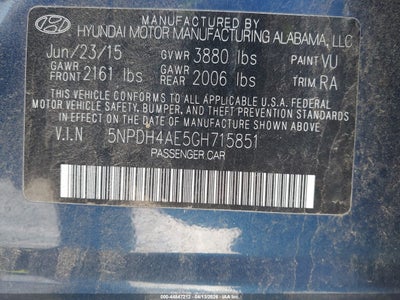 MANUFACTURED BY
HYUNDAI MOTOR MANUFACTURING ALABAMA, LLC
Jun/23/15 GVWR 3880 lbs PAINT VU
GAWR FRONT 2161 lbs GAWR REAR 2006 lbs TRIM RA
THIS VEHICLE CONFORMS TO ALL APPLICABLE U.S.A. FEDERAL
MOTOR VEHICLE SAFETY, BUMPER, AND THEFT PREVENTION STANDARDS
IN EFFECT ON THE DATE OF MANUFACTURE SHOWN ABOVE.
V.I.N 5NPDH4AE5GH715851
PASSENGER CAR